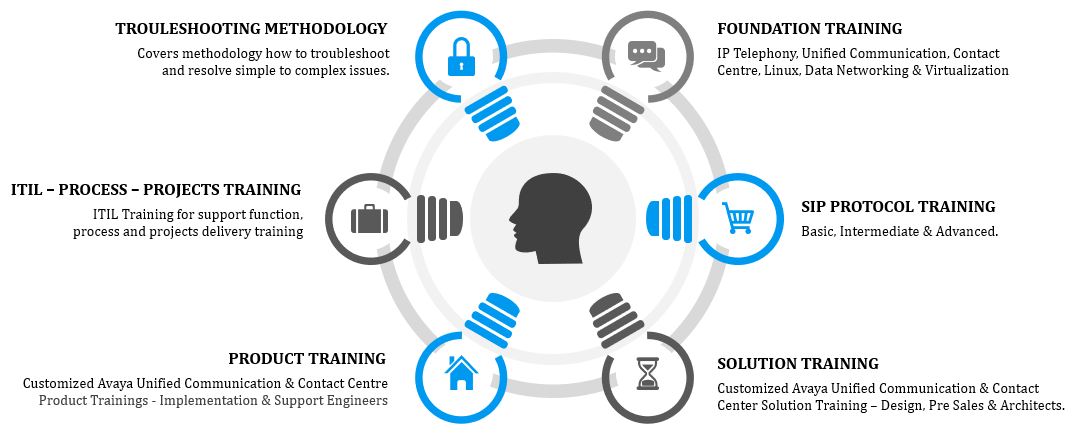 TROULESHOOTING METHODOLOGY
Covers methodology how to troubleshoot
and resolve simple to complex issues.
FOUNDATION TRAINING
IP Telephony, Unified Communication, Contact
Centre, Linux, Data Networking & Virtualization
ITIL – PROCESS – PROJECTS TRAINING
ITIL Training for support function,
process and projects delivery training
SIP PROTOCOL TRAINING
Basic, Intermediate & Advanced.
PRODUCT TRAINING
Customized Avaya Unified Communication & Contact Centre
Product Trainings - Implementation & Support Engineers
SOLUTION TRAINING
Customized Avaya Unified Communication & Contact
Center Solution Training – Design, Pre Sales & Architects.